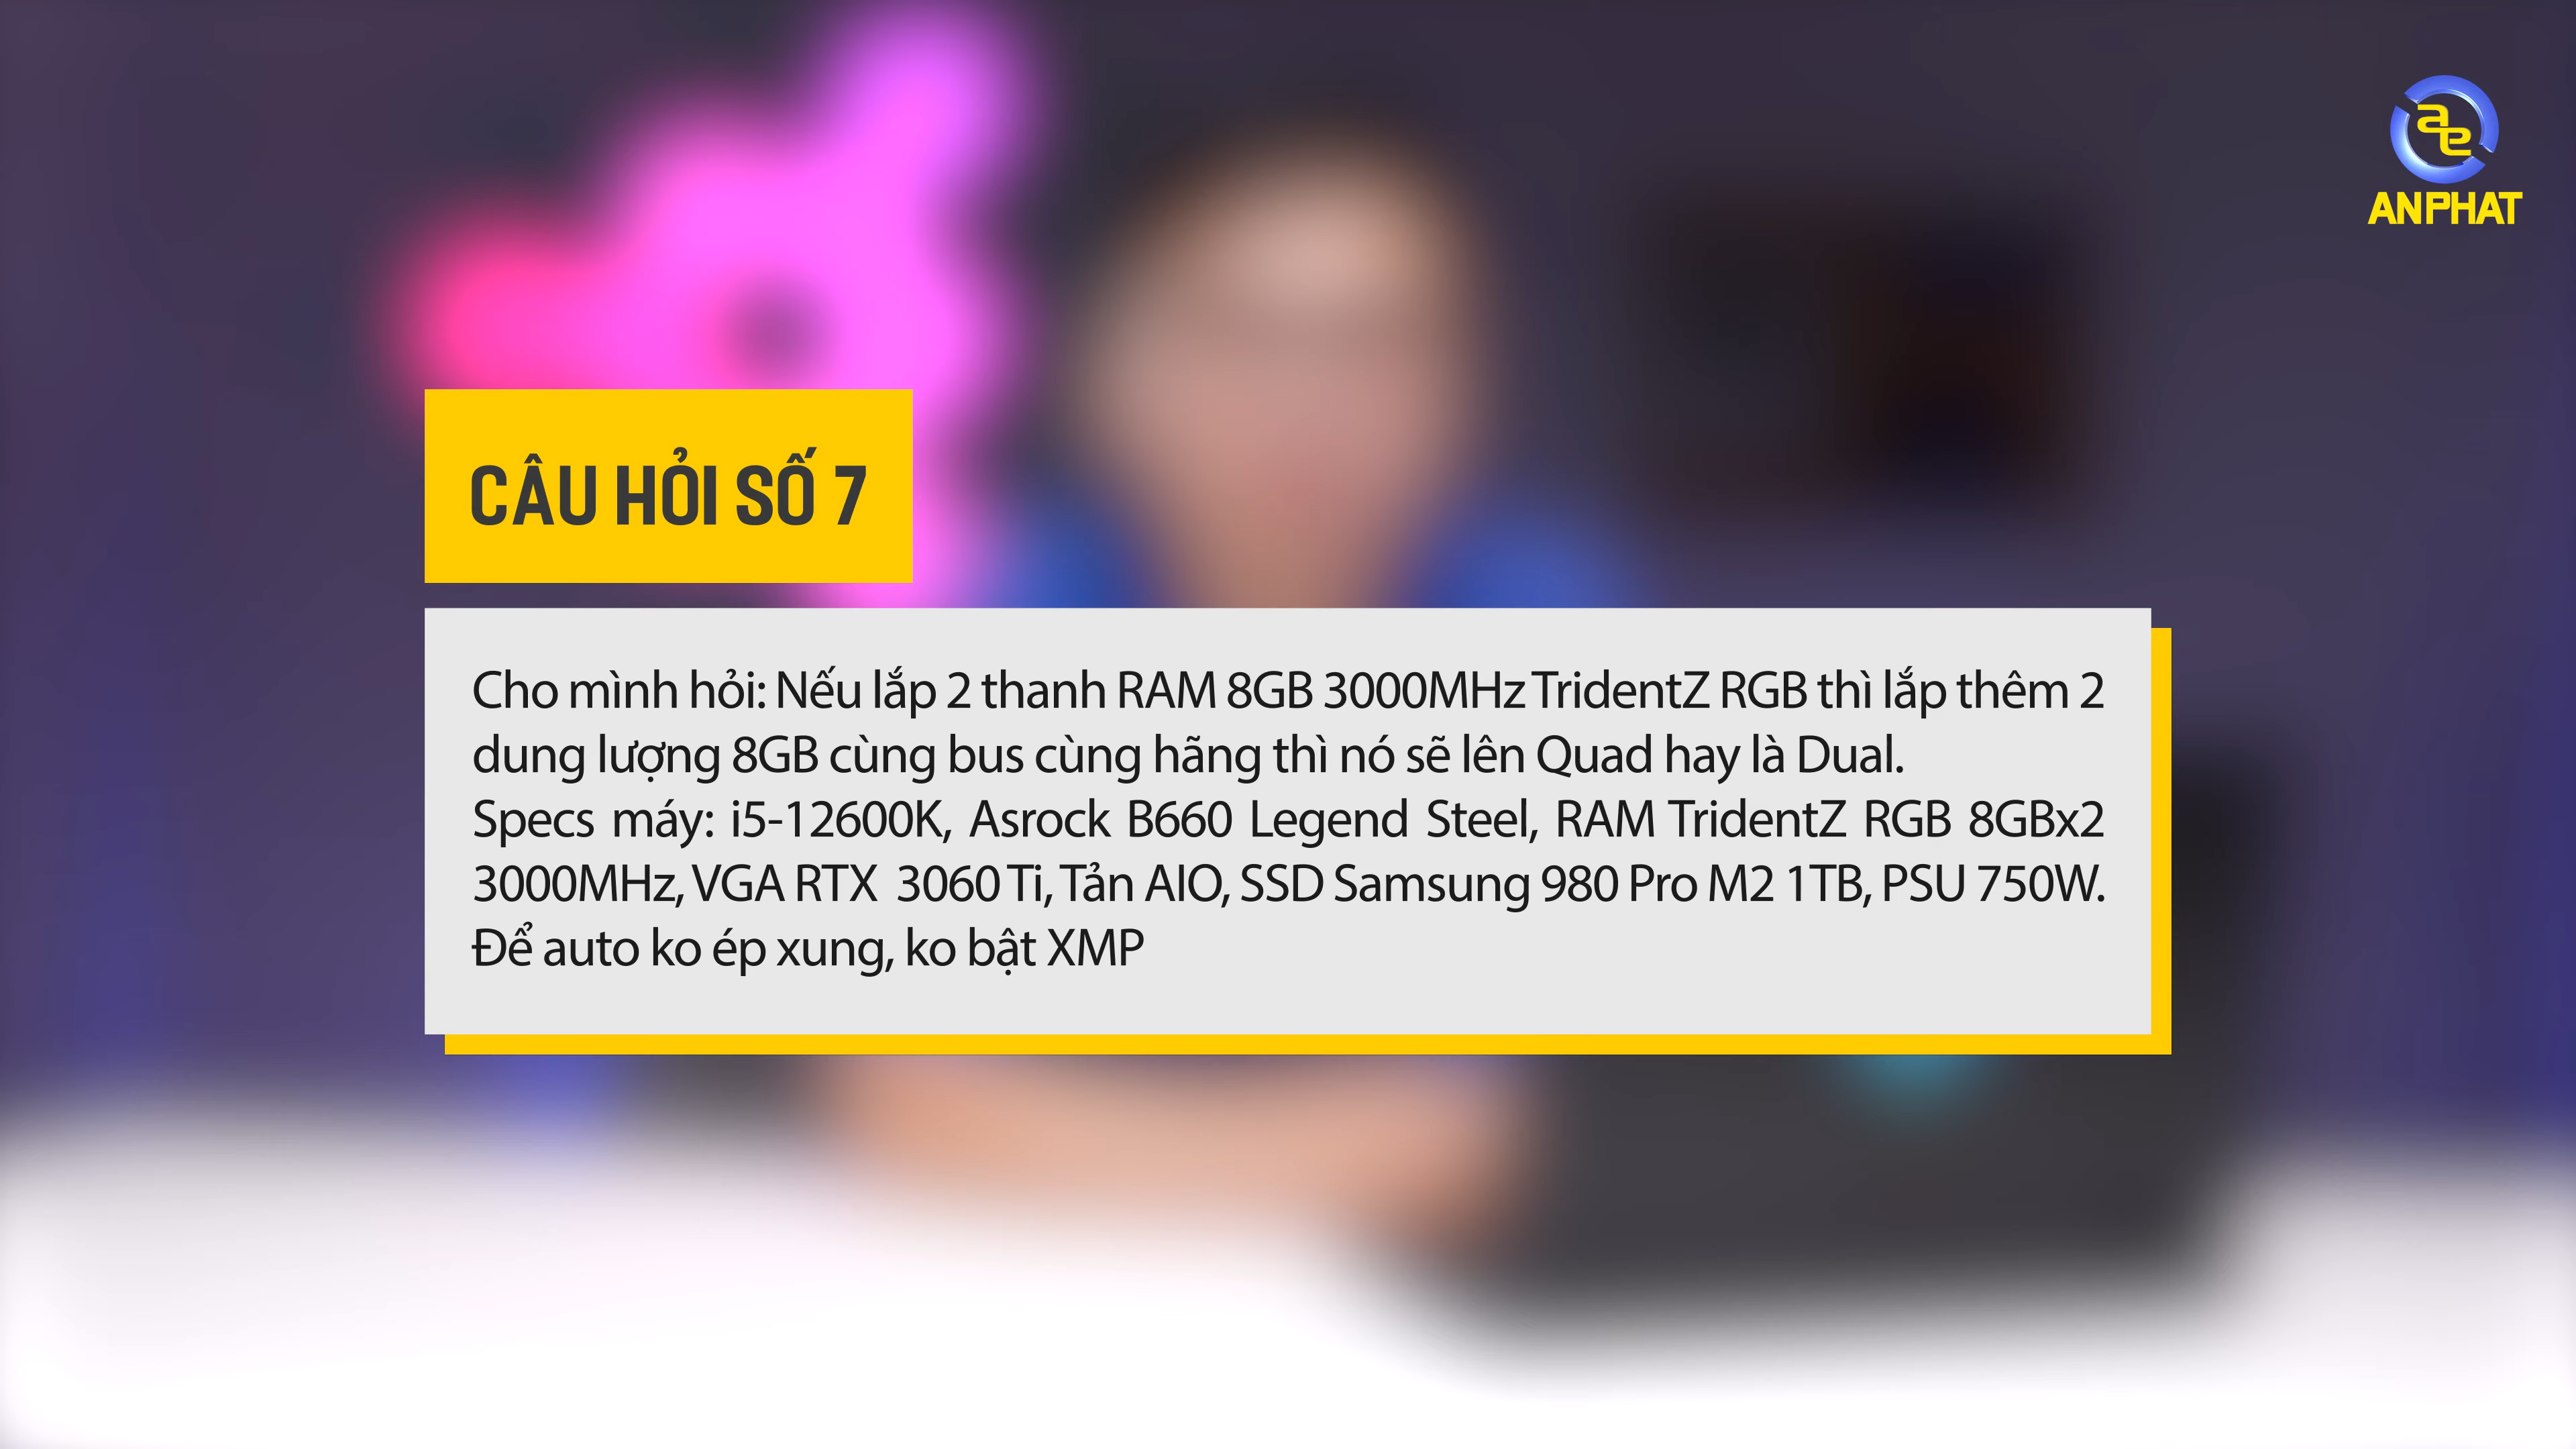 ANPHAT
CÂU HỎI SỐ 7
Cho mình hỏi: Nếu lắp 2 thanh RAM 8GB 3000MHz TridentZ RGB thì lắp thêm 2
dung lượng 8GB cùng bus cùng hãng thì nó sẽ lên Quad hay là Dual.
Specs máy: i5-12600K, Asrock B660 Legend Steel, RAM TridentZ RGB 8GBx2
3000MHz, VGA RTX 3060 Ti, Tản AIO, SSD Samsung 980 Pro M2 1TB, PSU 750W.
Để auto ko ép xung, ko bật XMP